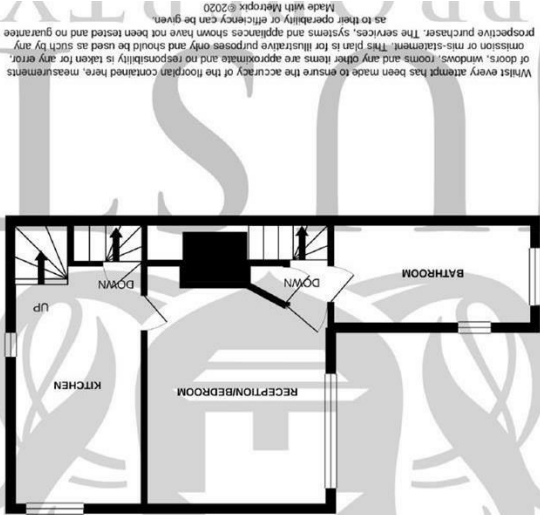 RECEPTION/BEDROOM
KITCHEN
UP
DOWN
DOWN
BATHROOM
Whilst every attempt has been made to ensure the accuracy of the floorplan contained here, measurements
of doors, windows, rooms and any other items are approximate and no responsibility is taken for any error,
omission or mis-statement. This plan is for illustrative purposes only and should be used as such by any
prospective purchaser. The services, systems and appliances shown have not been tested and no guarantee
as to their operability or efficiency can be given.
Made with Metropix ©2020